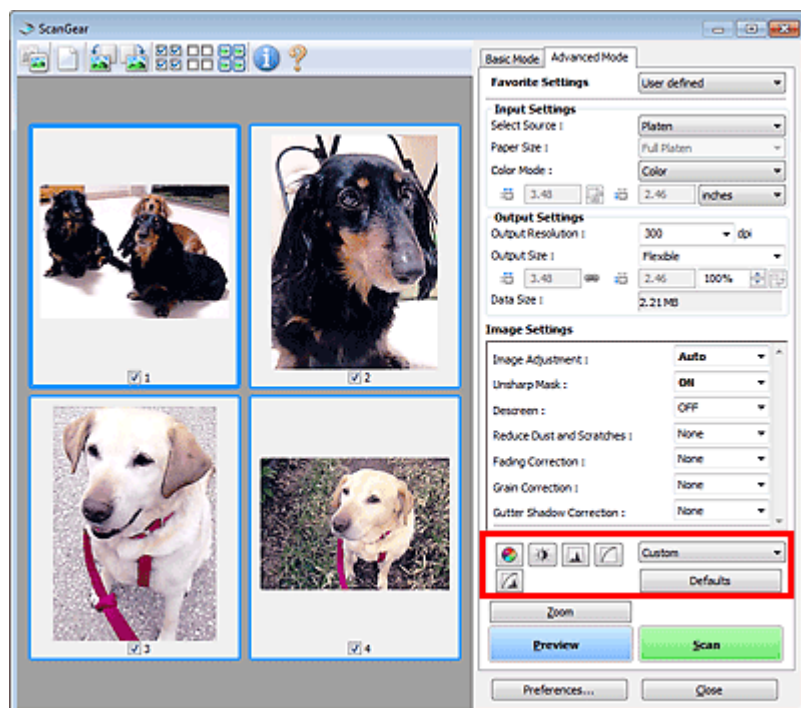 ScanGear
Basic Mode Advanced Mode
Favorite Settings User defined
Input Settings
Select Source : Platen
Paper Size : Full Platen
Color Mode : Color
3.48 2.46 inches
Output Settings
Output Resolution : 300 dpi
Output Size : Flexible
3.48 2.46 100%
Data Size : 2.21 MB
Image Settings
Image Adjustment : Auto
Unsharp Mask : ON
Descreen : OFF
Reduce Dust and Scratches : None
Fading Correction : None
Grain Correction : None
Gutter Shadow Correction : None
Custom
Defaults
Zoom
Preview Scan
Preferences... Close
1
2
3
4